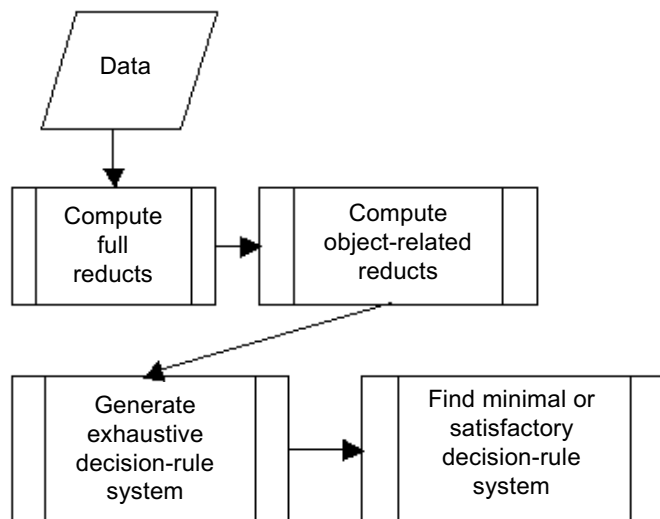 Data
Compute
full
reducts
Compute
object-related
reducts
Generate
exhaustive
decision-rule
system
Find minimal or
satisfactory
decision-rule
system